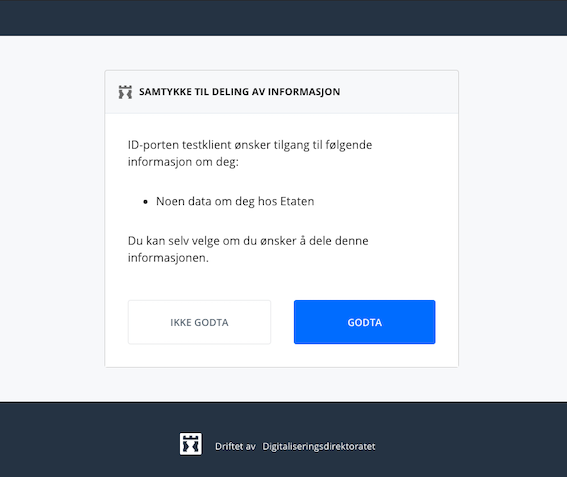 SAMTYKKE TIL DELING AV INFORMASJON
ID-porten testklient ønsker tilgang til følgende
informasjon om deg:
• Noen data om deg hos Etaten
Du kan selv velge om du ønsker å dele denne
informasjonen.
IKKE GODTA
GODTA
Driftet av Digitaliseringsdirektoratet